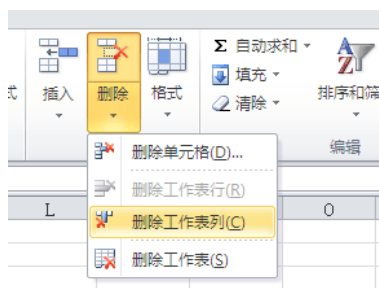 Σ 自动求和
填充
清除
式
插入
删除
格式
排序和筛
编辑
删除单元格(D)...
删除工作表行(R)
删除工作表列(C)
删除工作表(S)
L
O